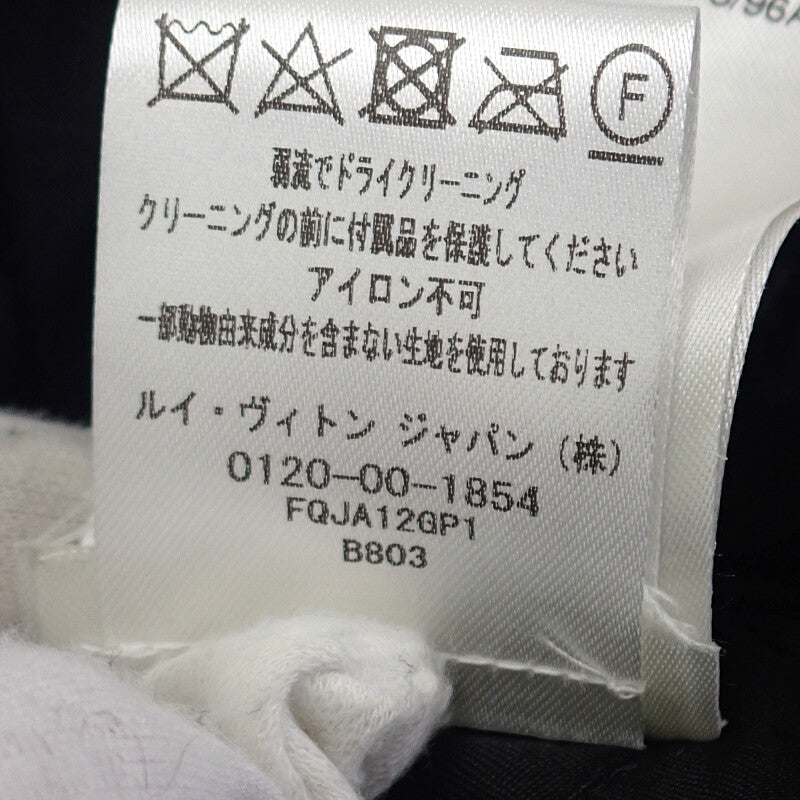 F
弱流でドライクリーニング
クリーニングの前に付属品を保護してください
アイロン不可
一部動物由来成分を含まない生地を使用しております
ルイ・ヴィトン ジャパン (株)
0120-00-1854
FQJA12GP1
B803